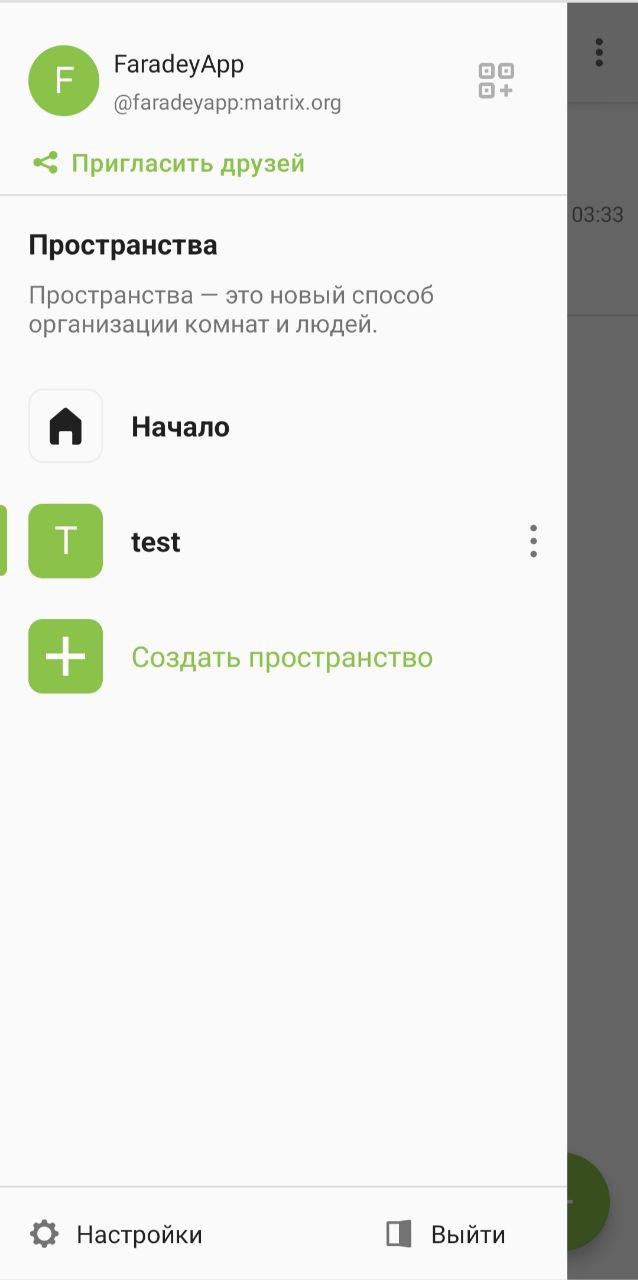 F
FaradeyApp
@faradeyapp:matrix.org
Пригласить друзей
03:33
Пространства
Пространства — это новый способ
организации комнат и людей.
Начало
T
test
Создать пространство
Настройки
Выйти